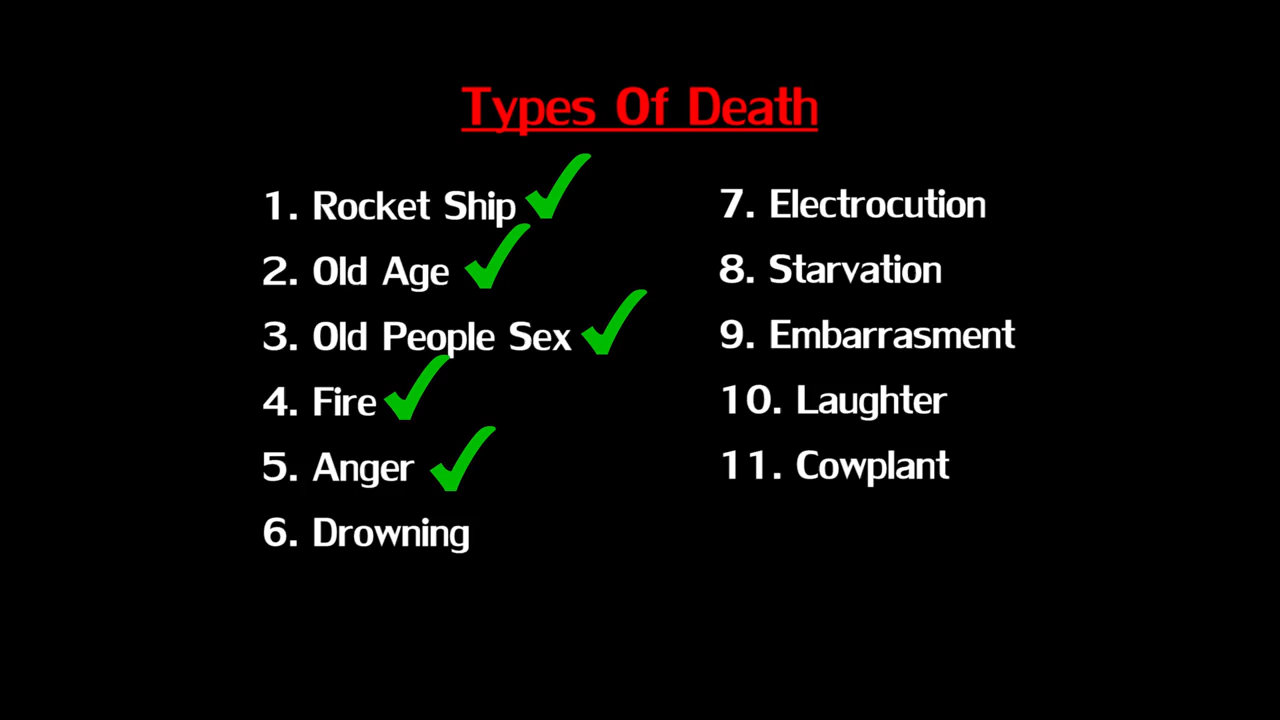 Types Of Death
1. Rocket Ship
2. Old Age
3. Old People Sex
4. Fire
5. Anger
6. Drowning
7. Electrocution
8. Starvation
9. Embarrasment
10. Laughter
11. Cowplant